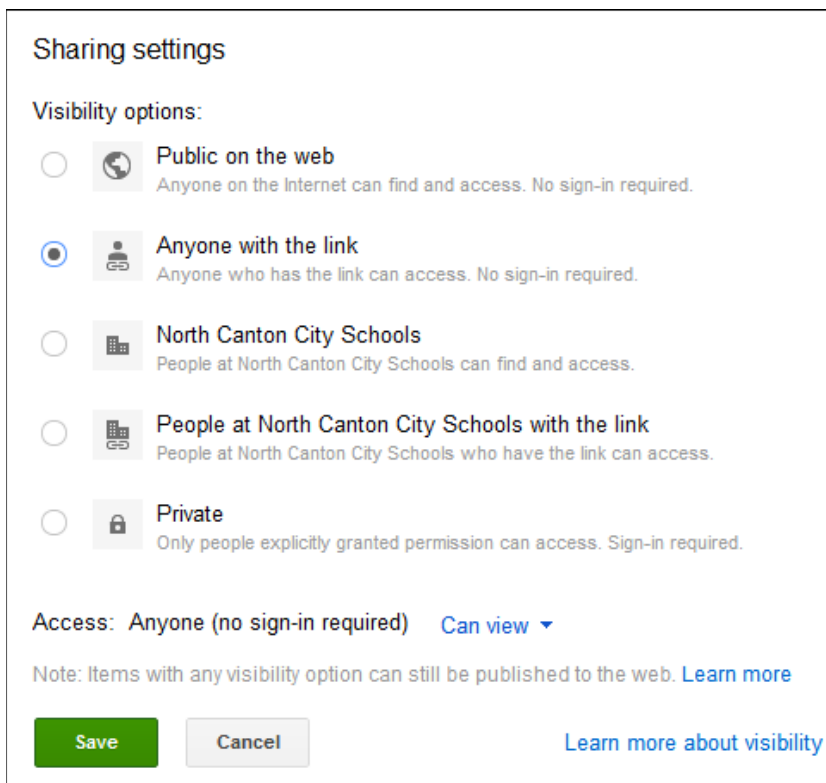 Sharing settings
Visibility options:
Public on the web
Anyone on the Internet can find and access. No sign-in required.
Anyone with the link
Anyone who has the link can access. No sign-in required.
North Canton City Schools
People at North Canton City Schools can find and access.
People at North Canton City Schools with the link
People at North Canton City Schools who have the link can access.
Private
Only people explicitly granted permission can access. Sign-in required.
Access: Anyone (no sign-in required) Can view
Note: Items with any visibility option can still be published to the web. Learn more
Save Cancel Learn more about visibility